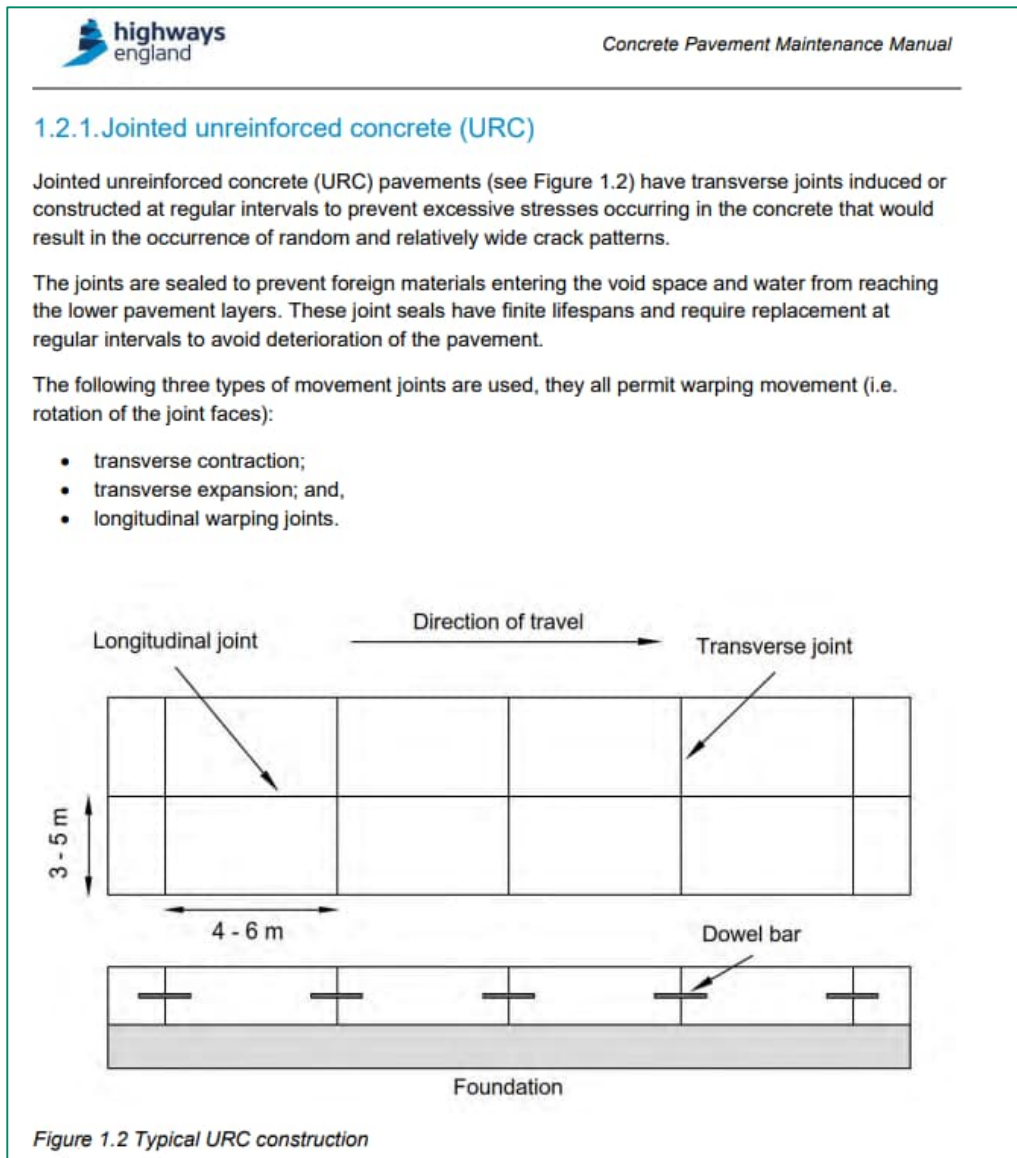 highways
england
Concrete Pavement Maintenance Manual
1.2.1.Jointed unreinforced concrete (URC)
Jointed unreinforced concrete (URC) pavements (see Figure 1.2) have transverse joints induced or
constructed at regular intervals to prevent excessive stresses occurring in the concrete that would
result in the occurrence of random and relatively wide crack patterns.
The joints are sealed to prevent foreign materials entering the void space and water from reaching
the lower pavement layers. These joint seals have finite lifespans and require replacement at
regular intervals to avoid deterioration of the pavement.
The following three types of movement joints are used, they all permit warping movement (i.e.
rotation of the joint faces):
• transverse contraction;
• transverse expansion; and,
• longitudinal warping joints.
Direction of travel
Longitudinal joint
Transverse joint
3 - 5 m
4 - 6 m
Dowel bar
Foundation
Figure 1.2 Typical URC construction